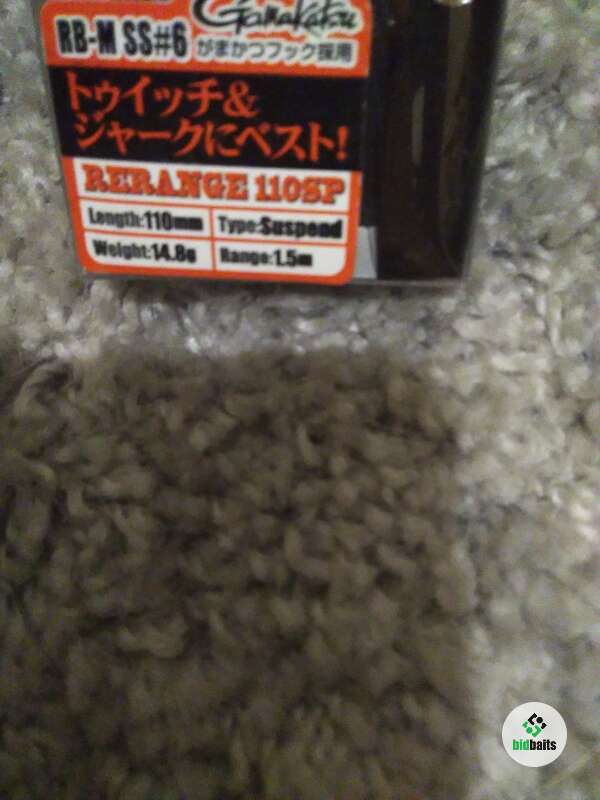 Gamakatsu
RB-M SS#6 がまかつフック採用
トゥイッチ&
ジャークにベスト!
RERANGE 110SP
Length:110mm Type:Suspend
Weight:14.8g Range:1.5m
bidbaits